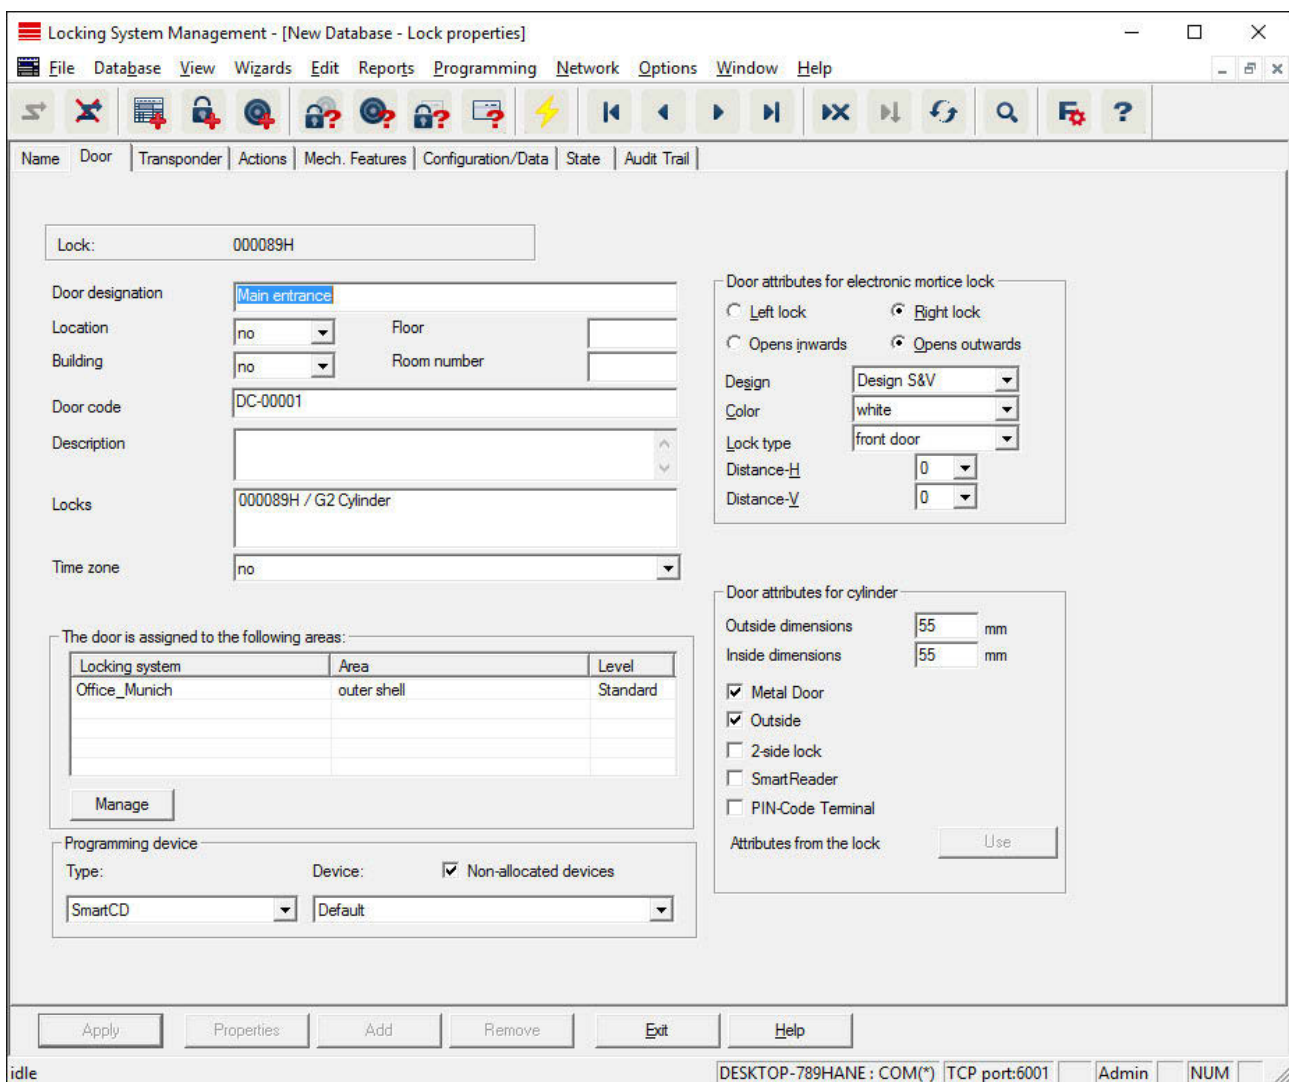 Locking System Management - [New Database - Lock properties]
File Database View Wizards Edit Reports Programming Network Options Window Help
Name Door Transponder Actions Mech. Features Configuration/Data State Audit Trail
Lock: 000089H
Door designation Main entrance
Location no Floor
Building no Room number
Door code DC-00001
Description
Locks 000089H / G2 Cylinder
Time zone no
The door is assigned to the following areas:
Locking system Area Level
Office_Munich outer shell Standard
Manage
Programming device
Type: Device: Non-allocated devices
SmartCD Default
Door attributes for electronic mortice lock
Left lock Right lock
Opens inwards Opens outwards
Design Design S&V
Color white
Lock type front door
Distance-H 0
Distance-V 0
Door attributes for cylinder
Outside dimensions 55 mm
Inside dimensions 55 mm
Metal Door
Outside
2-side lock
SmartReader
PIN-Code Terminal
Attributes from the lock Use
Apply Properties Add Remove Exit Help
idle DESKTOP-789HANE : COM(*) TCP port:6001 Admin NUM